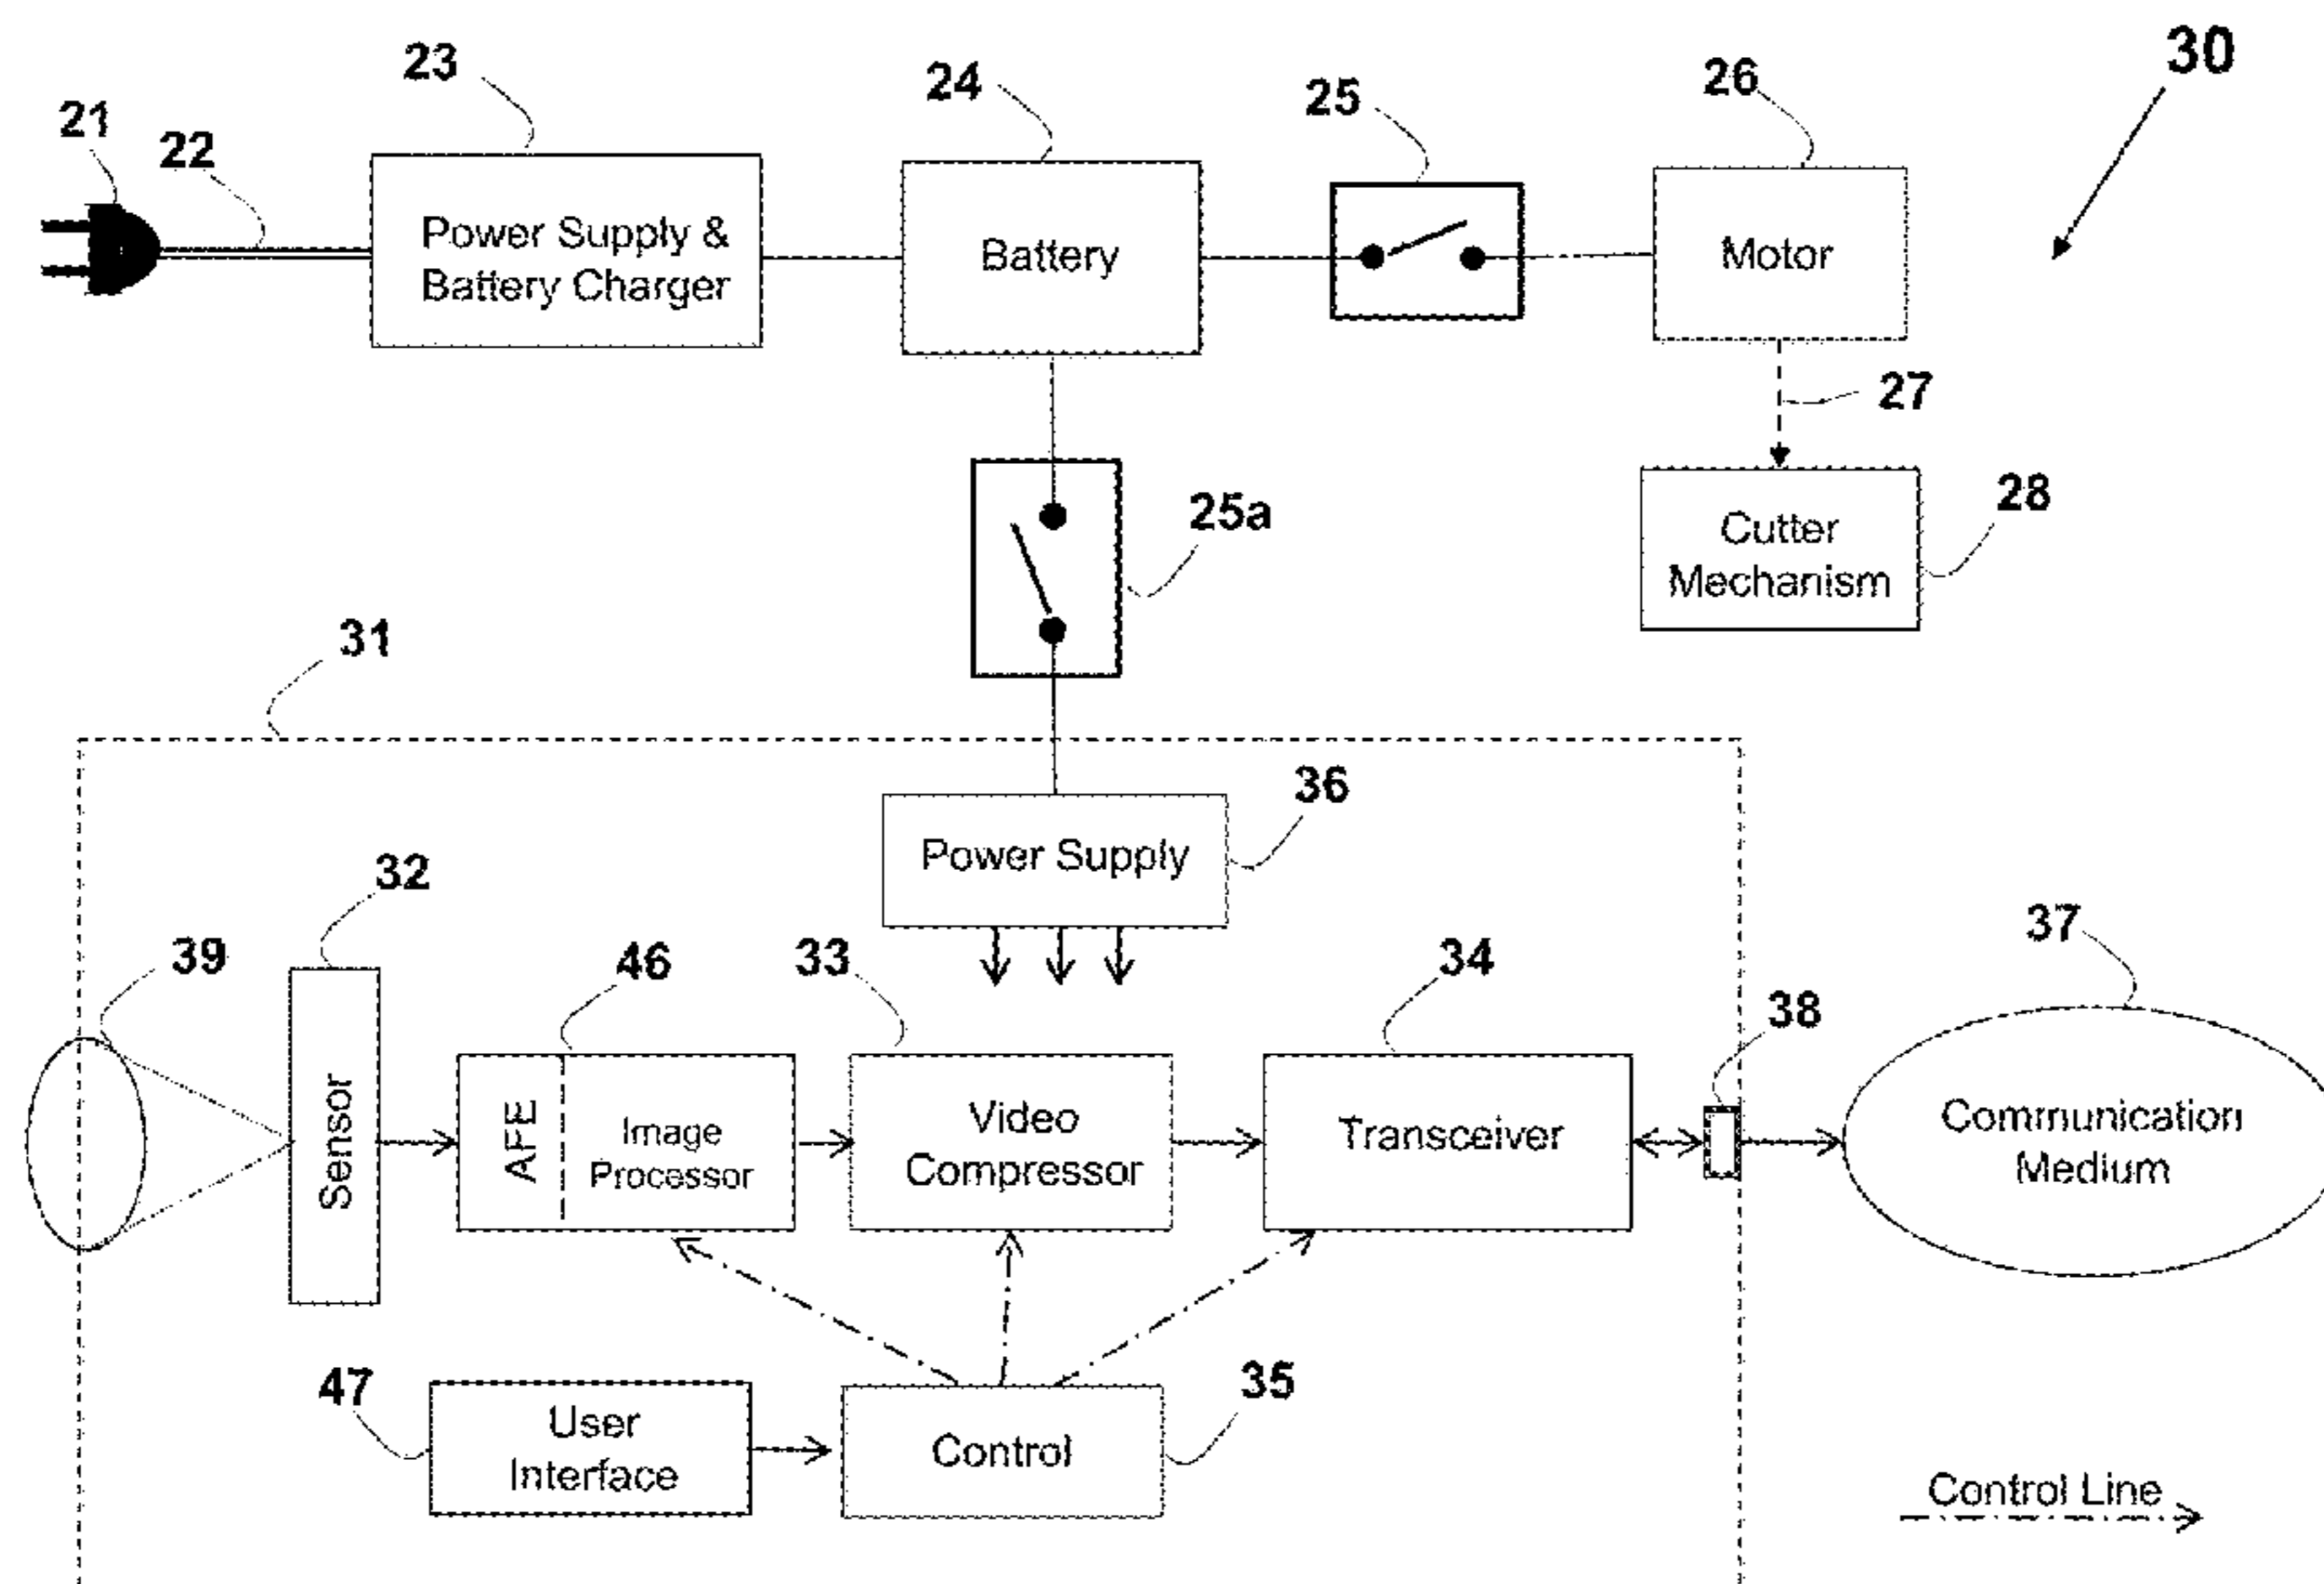 30
23
24
25
26
21
22
Power Supply &
Battery Charger
Battery
Motor
27
25a
28
Cutter
Mechanism
31
36
Power Supply
32
39
46
33
34
37
38
Sensor
AFE
Image
Processor
Video
Compressor
Transceiver
Communication
Medium
47
35
User
Interface
Control
Control Line